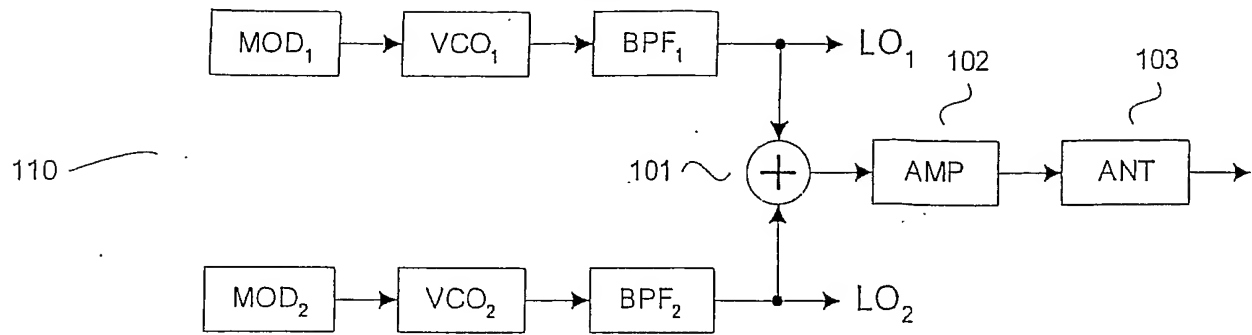 MOD₁ VCO₁ BPF₁ LO₁
102 103
110 101 AMP ANT
MOD₂ VCO₂ BPF₂ LO₂